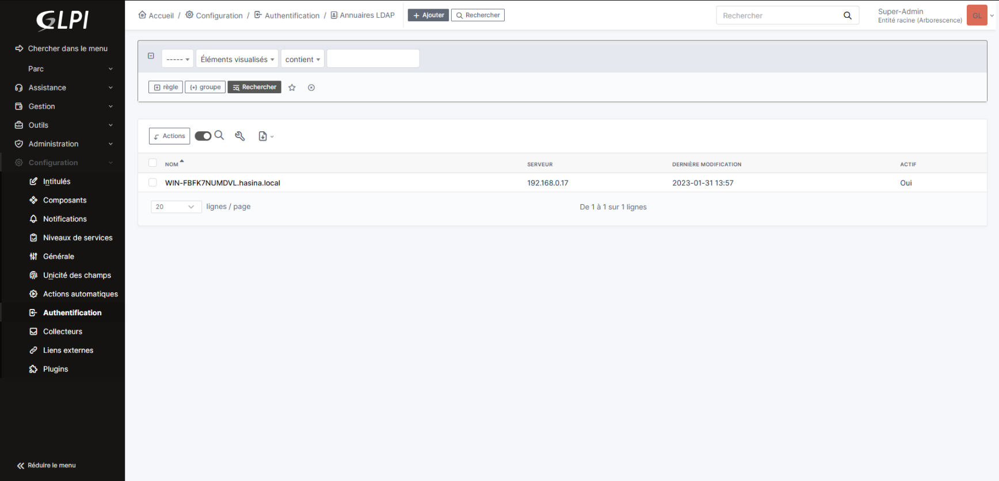 GLPI
Accueil / Configuration / Authentification / Annuaires LDAP
+ Ajouter
Rechercher
Rechercher
Super-Admin
Entité racine (Arborescence)
GL
Chercher dans le menu
Parc
Assistance
Gestion
Outils
Administration
Configuration
Intitulés
Composants
Notifications
Niveaux de services
Générale
Unicité des champs
Actions automatiques
Authentification
Collecteurs
Liens externes
Plugins
Réduire le menu
-----
Éléments visualisés
contient
règle
(+) groupe
Rechercher
Actions
NOM SERVEUR DERNIÈRE MODIFICATION ACTIF
WIN-FBFK7NUMDVL.hasina.local 192.168.0.17 2023-01-31 13:57 Oui
20 lignes / page De 1 à 1 sur 1 lignes